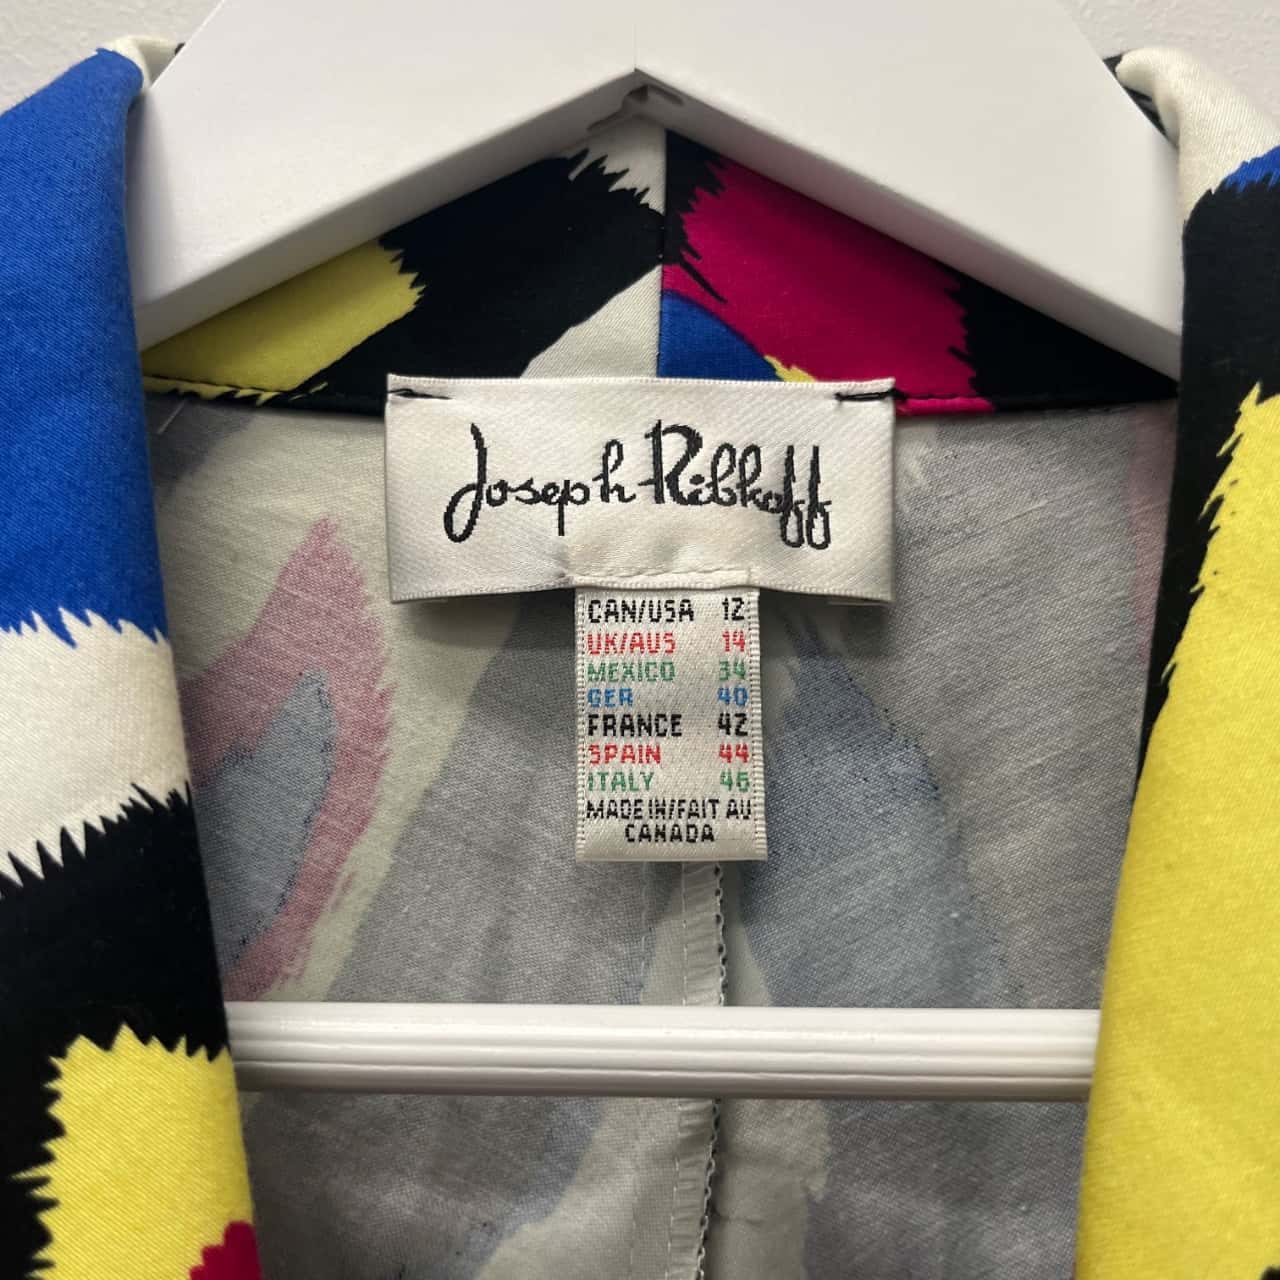 Joseph Ribkoff
CAN/USA 12
UK/AUS 14
MEXICO 34
GER 40
FRANCE 42
SPAIN 44
ITALY 46
MADE IN/FAIT AU
CANADA